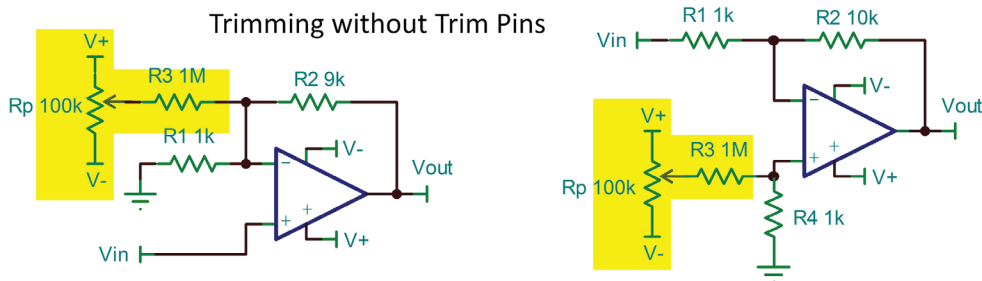 Trimming without Trim Pins
V+
Rp 100k
R3 1M
R2 9k
R1 1k
V-
−
V-
Vout
+
+
V+
Vin
R1 1k
R2 10k
Vin
−
V-
Vout
V+
R3 1M
+
+
V+
Rp 100k
R4 1k
V-